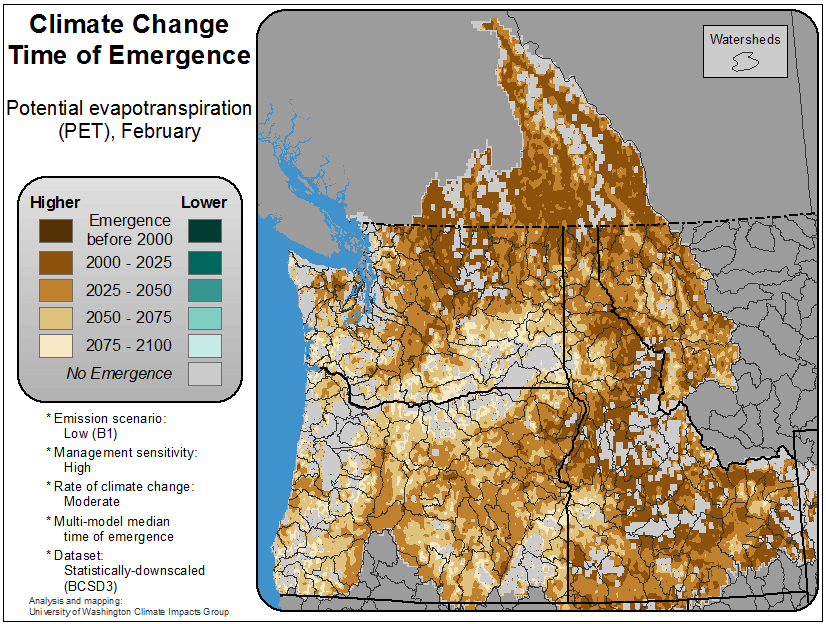 Climate Change
Time of Emergence
Potential evapotranspiration
(PET), February
Higher Lower
Emergence
before 2000
2000 - 2025
2025 - 2050
2050 - 2075
2075 - 2100
No Emergence
* Emission scenario:
Low (B1)
* Management sensitivity:
High
* Rate of climate change:
Moderate
* Multi-model median
time of emergence
* Dataset:
Statistically-downscaled
(BCSD3)
Analysis and mapping:
University of Washington Climate Impacts Group
Watersheds